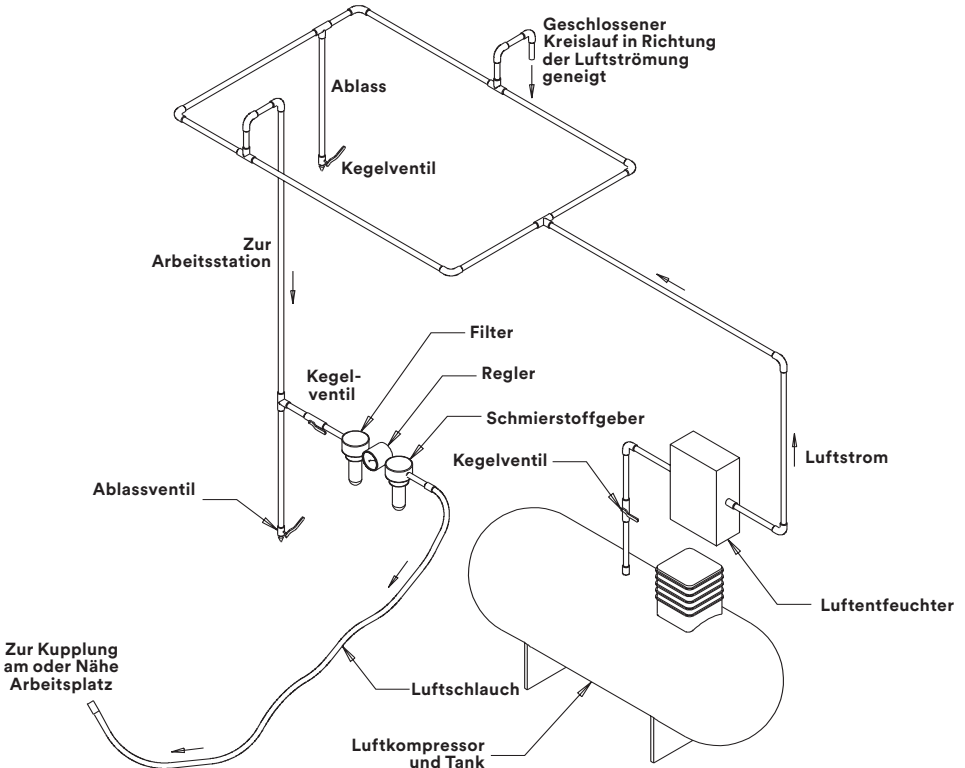 Geschlossener
Kreislauf in Richtung
der Luftströmung
geneigt
Ablass
Kegelventil
Zur
Arbeitsstation
Filter
Kegel-
ventil
Regler
Schmierstoffgeber
Kegelventil
Luftstrom
Ablassventil
Luftentfeuchter
Zur Kupplung
am oder Nähe
Arbeitsplatz
Luftschlauch
Luftkompressor
und Tank